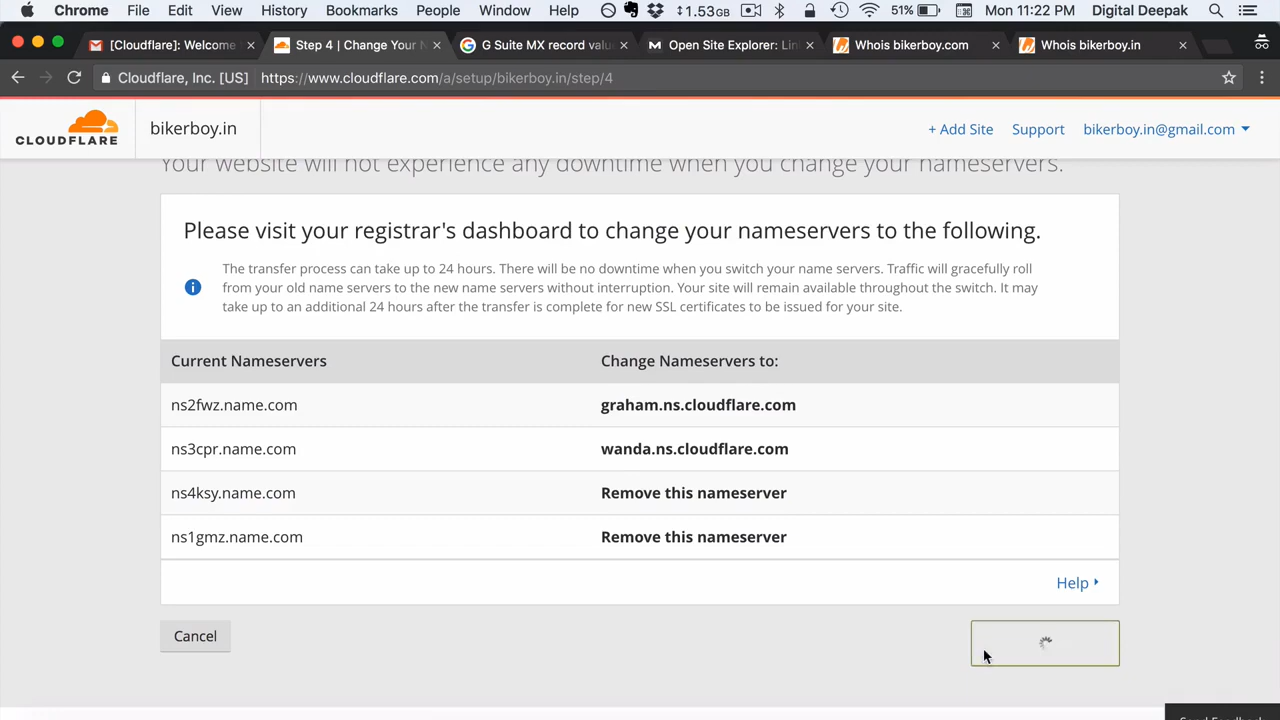 Chrome File Edit View History Bookmarks People Window Help 1.53GB 51% Mon 11:22 PM Digital Deepak
[Cloudflare]: Welcome Step 4 | Change Your N G Suite MX record valu Open Site Explorer: Lin Whois bikerboy.com Whois bikerboy.in
Cloudflare, Inc. [US] https://www.cloudflare.com/a/setup/bikerboy.in/step/4
CLOUDFLARE bikerboy.in + Add Site Support bikerboy.in@gmail.com
Your website will not experience any downtime when you change your nameservers.
Please visit your registrar's dashboard to change your nameservers to the following.
The transfer process can take up to 24 hours. There will be no downtime when you switch your name servers. Traffic will gracefully roll
from your old name servers to the new name servers without interruption. Your site will remain available throughout the switch. It may
take up to an additional 24 hours after the transfer is complete for new SSL certificates to be issued for your site.
Current Nameservers Change Nameservers to:
ns2fwz.name.com graham.ns.cloudflare.com
ns3cpr.name.com wanda.ns.cloudflare.com
ns4ksy.name.com Remove this nameserver
ns1gmz.name.com Remove this nameserver
Help
Cancel
Send Feedback